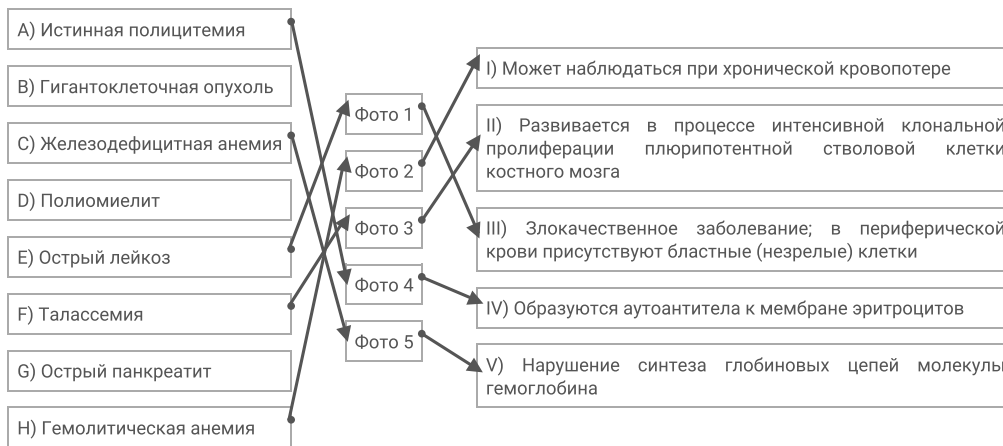 A) Истинная полицитемия
B) Гигантоклеточная опухоль
C) Железодефицитная анемия
D) Полиомиелит
E) Острый лейкоз
F) Талассемия
G) Острый панкреатит
H) Гемолитическая анемия
Фото 1
Фото 2
Фото 3
Фото 4
Фото 5
I) Может наблюдаться при хронической кровопотере
II) Развивается в процессе интенсивной клональной
пролиферации плюрипотентной стволовой клетки
костного мозга
III) Злокачественное заболевание; в периферической
крови присутствуют бластные (незрелые) клетки
IV) Образуются аутоантитела к мембране эритроцитов
V) Нарушение синтеза глобиновых цепей молекулы
гемоглобина